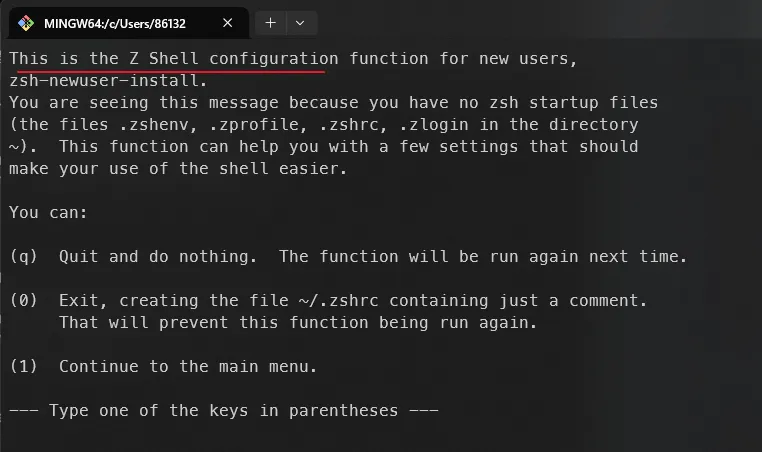 MINGW64:/c/Users/86132
This is the Z Shell configuration function for new users,
zsh-newuser-install.
You are seeing this message because you have no zsh startup files
(the files .zshenv, .zprofile, .zshrc, .zlogin in the directory
~).  This function can help you with a few settings that should
make your use of the shell easier.
You can:
(q)  Quit and do nothing.  The function will be run again next time.
(0)  Exit, creating the file ~/.zshrc containing just a comment.
That will prevent this function being run again.
(1)  Continue to the main menu.
--- Type one of the keys in parentheses ---